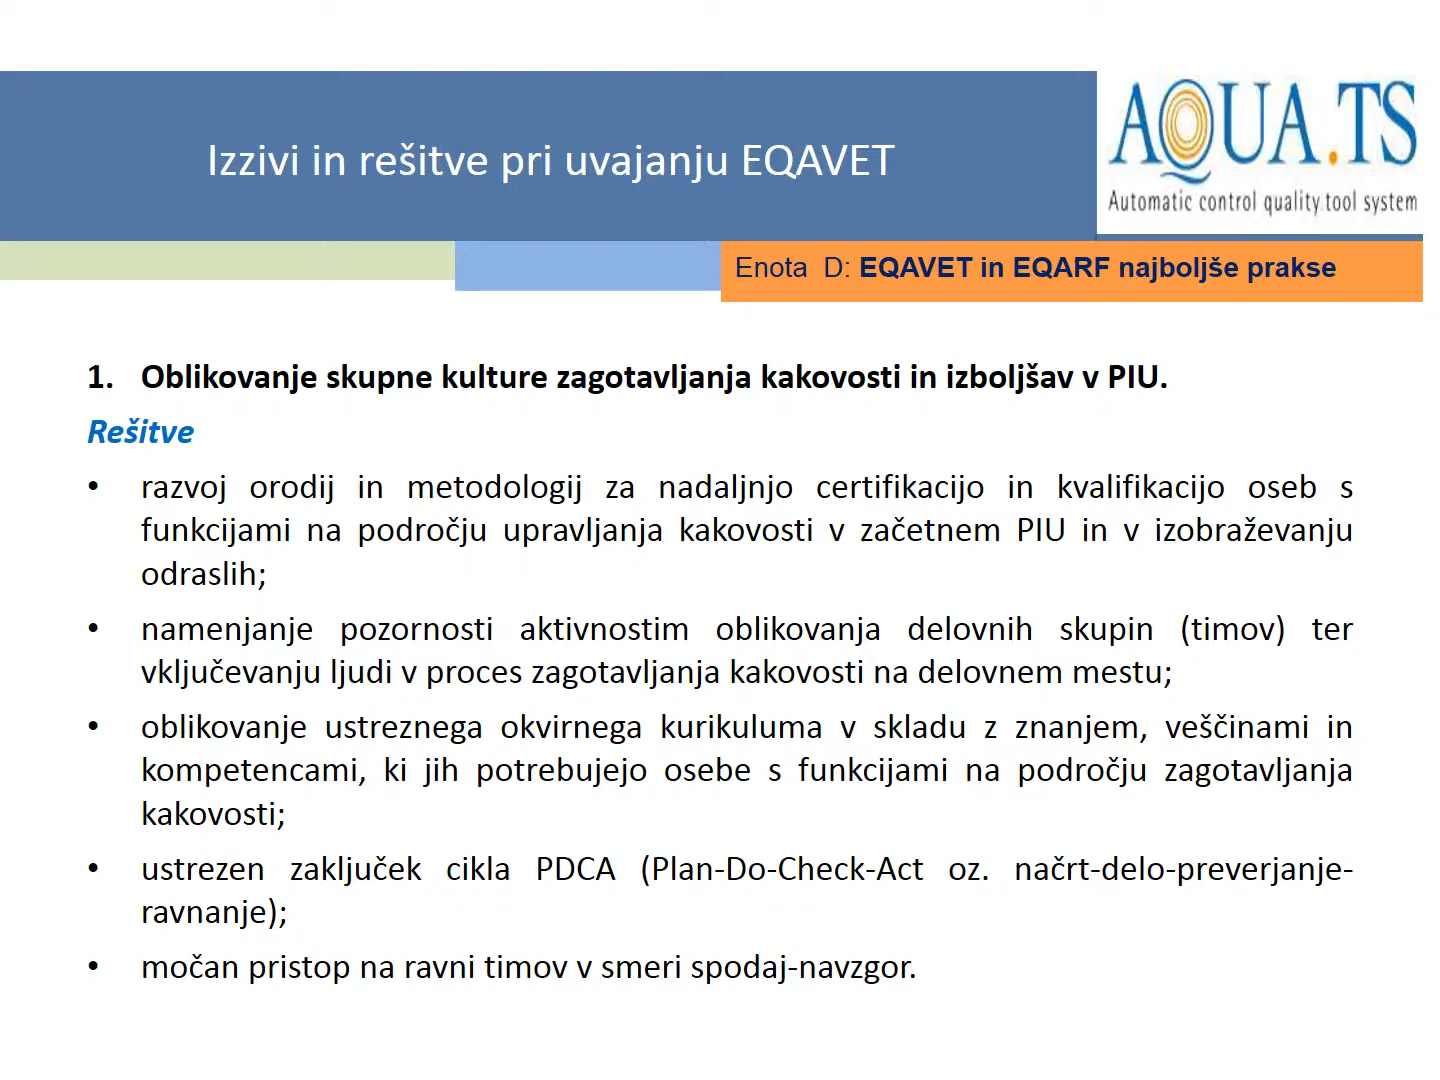 Izzivi in rešitve pri uvajanju EQAVET
AQUA.TS
Automatic control quality tool system
Enota D: EQAVET in EQARF najboljše prakse
1. Oblikovanje skupne kulture zagotavljanja kakovosti in izboljšav v PIU.
Rešitve
• razvoj orodij in metodologij za nadaljnjo certifikacijo in kvalifikacijo oseb s
funkcijami na področju upravljanja kakovosti v začetnem PIU in v izobraževanju
odraslih;
• namenjanje pozornosti aktivnostim oblikovanja delovnih skupin (timov) ter
vključevanju ljudi v proces zagotavljanja kakovosti na delovnem mestu;
• oblikovanje ustreznega okvirnega kurikuluma v skladu z znanjem, veščinami in
kompetencami, ki jih potrebujejo osebe s funkcijami na področju zagotavljanja
kakovosti;
• ustrezen zaključek cikla PDCA (Plan-Do-Check-Act oz. načrt-delo-preverjanje-
ravnanje);
• močan pristop na ravni timov v smeri spodaj-navzgor.